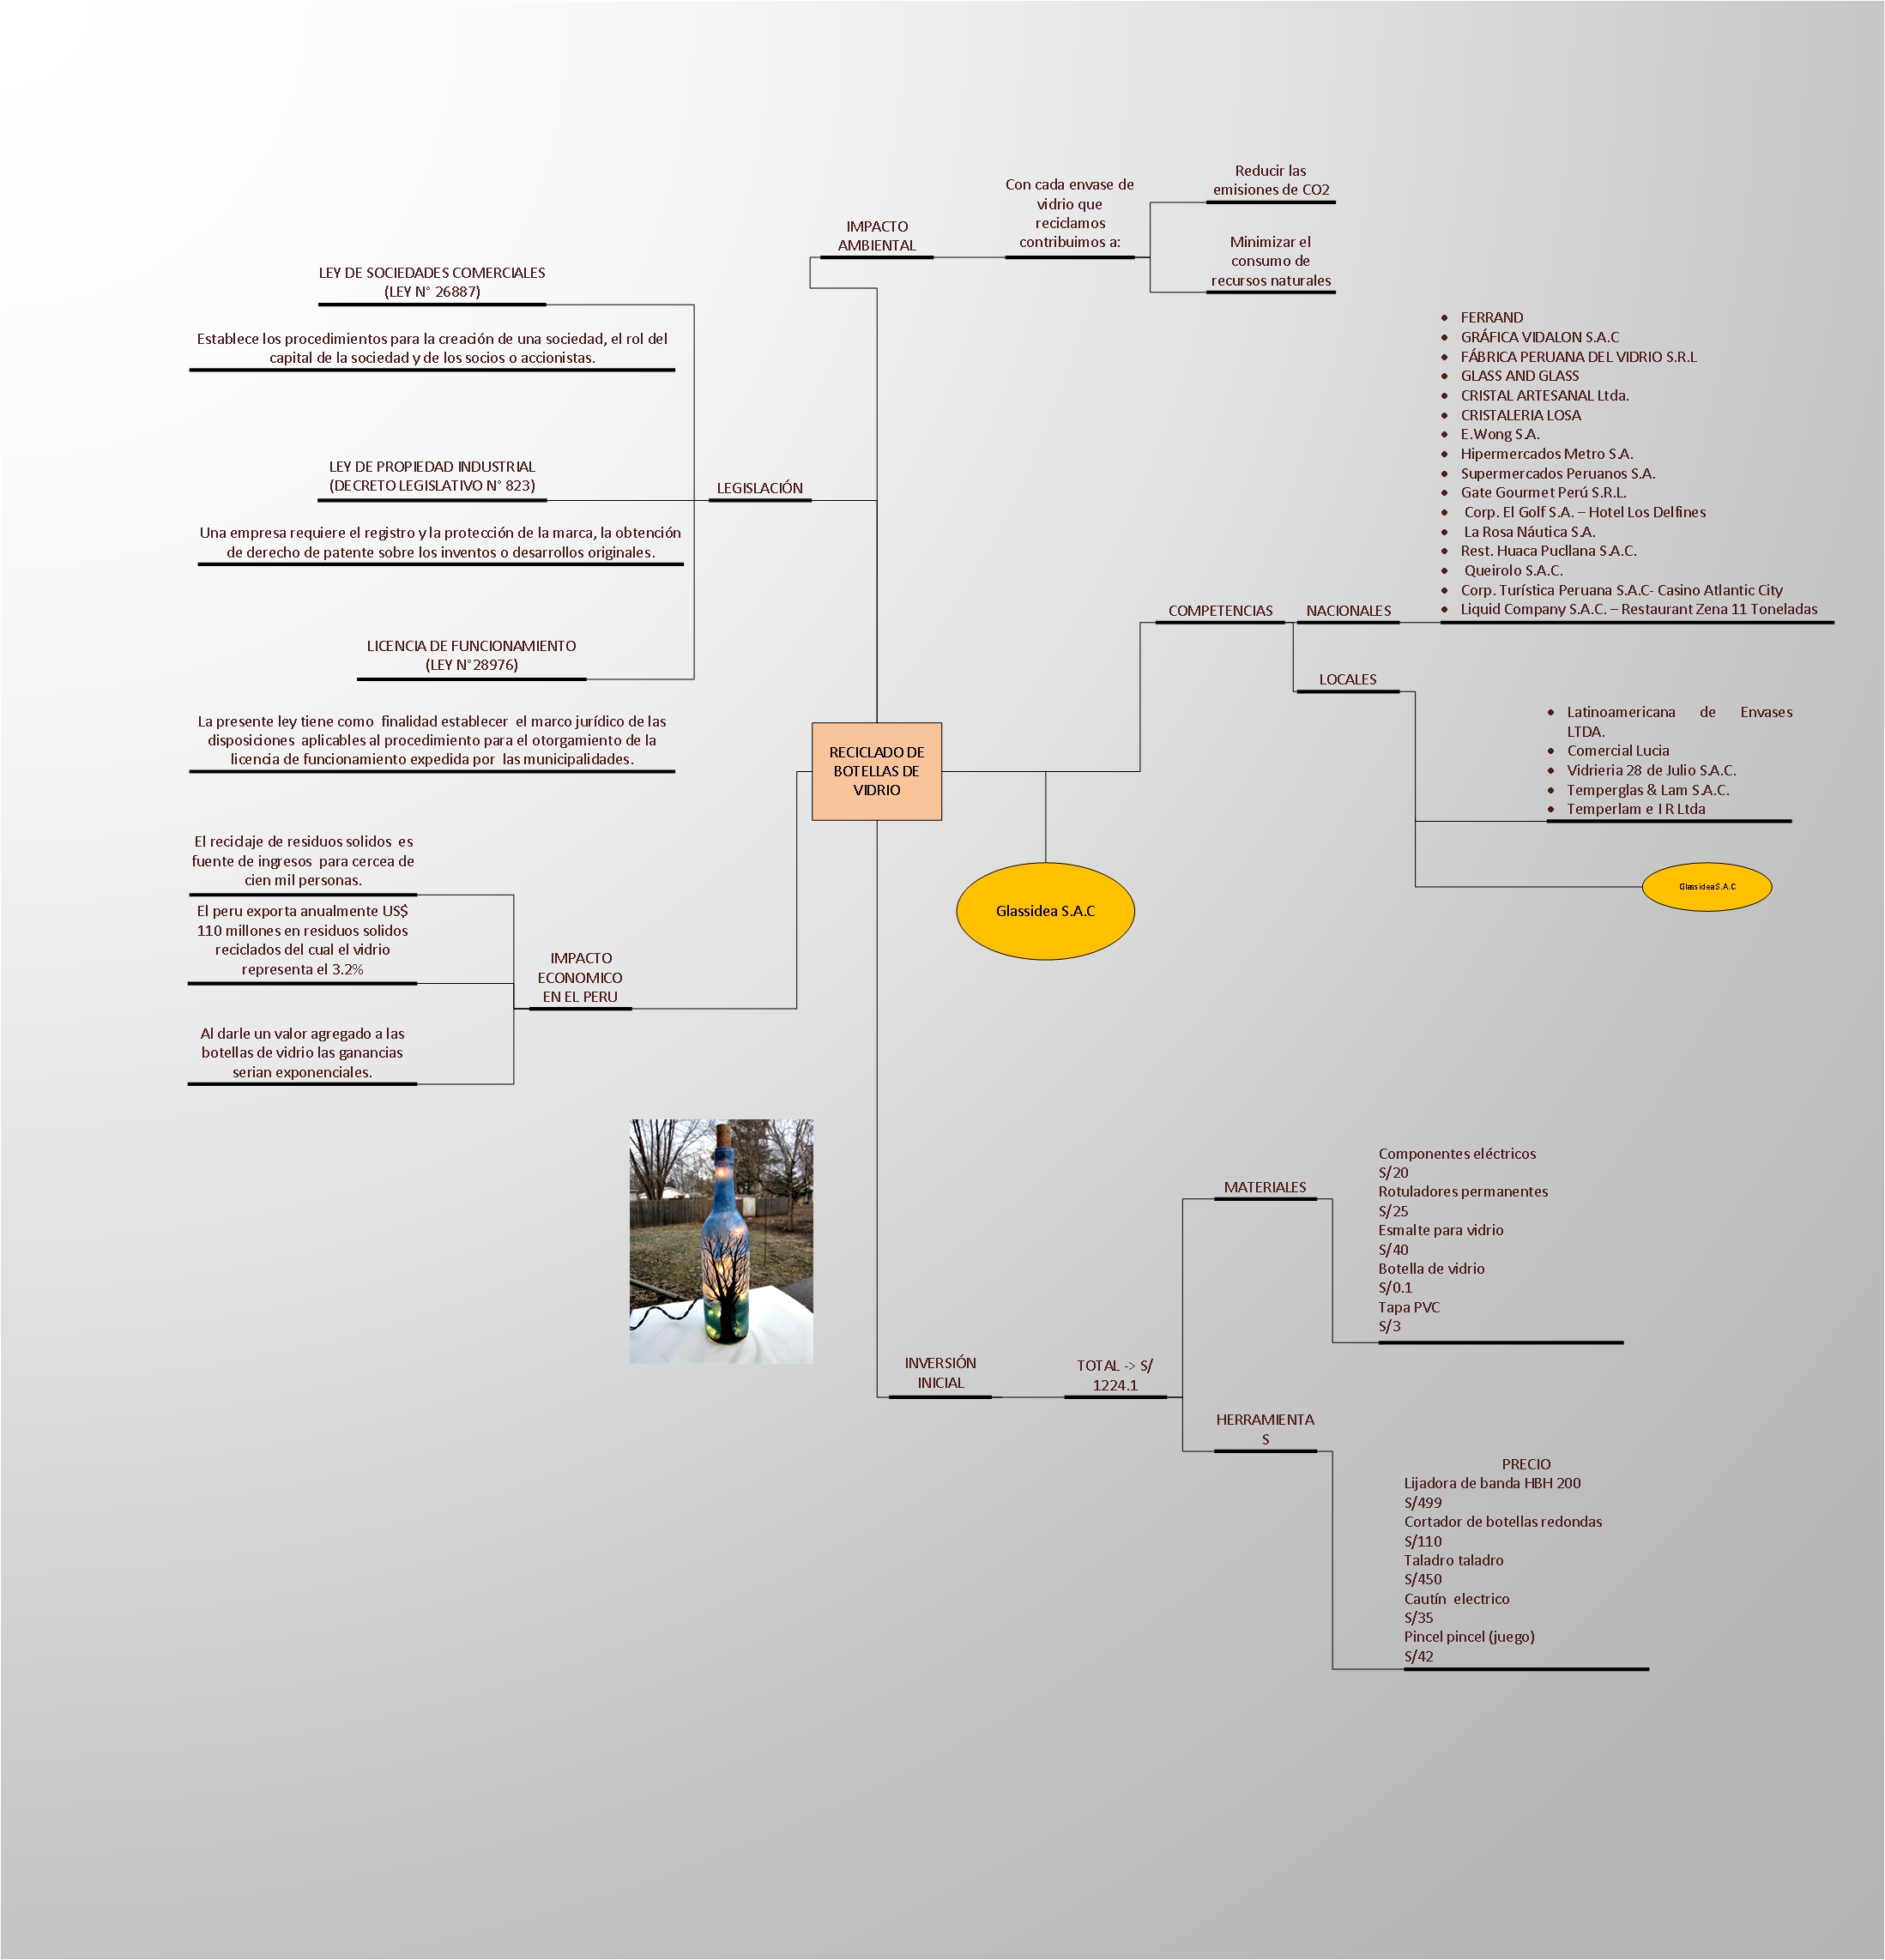 Reducir las
emisiones de CO2
Con cada envase de
vidrio que
reciclamos
contribuimos a:
IMPACTO
AMBIENTAL
Minimizar el
consumo de
recursos naturales
LEY DE SOCIEDADES COMERCIALES
(LEY N° 26887)
Establece los procedimientos para la creación de una sociedad, el rol del
capital de la sociedad y de los socios o accionistas.
LEY DE PROPIEDAD INDUSTRIAL
(DECRETO LEGISLATIVO N° 823)
LEGISLACIÓN
Una empresa requiere el registro y la protección de la marca, la obtención
de derecho de patente sobre los inventos o desarrollos originales.
LICENCIA DE FUNCIONAMIENTO
(LEY N°28976)
La presente ley tiene como  finalidad establecer  el marco jurídico de las
disposiciones  aplicables al procedimiento para el otorgamiento de la
licencia de funcionamiento expedida por  las municipalidades.
• FERRAND
• GRÁFICA VIDALON S.A.C
• FÁBRICA PERUANA DEL VIDRIO S.R.L
• GLASS AND GLASS
• CRISTAL ARTESANAL Ltda.
• CRISTALERIA LOSA
• E.Wong S.A.
• Hipermercados Metro S.A.
• Supermercados Peruanos S.A.
• Gate Gourmet Perú S.R.L.
• Corp. El Golf S.A. – Hotel Los Delfines
• La Rosa Náutica S.A.
• Rest. Huaca Pucllana S.A.C.
• Queirolo S.A.C.
• Corp. Turística Peruana S.A.C- Casino Atlantic City
• Liquid Company S.A.C. – Restaurant Zena 11 Toneladas
COMPETENCIAS
NACIONALES
LOCALES
• Latinoamericana de Envases
LTDA.
• Comercial Lucia
• Vidrieria 28 de Julio S.A.C.
• Temperglas & Lam S.A.C.
• Temperlam e I R Ltda
Glassidea S.A.C
RECICLADO DE
BOTELLAS DE
VIDRIO
Glassidea S.A.C
El reciclaje de residuos solidos  es
fuente de ingresos  para cercea de
cien mil personas.
El peru exporta anualmente US$
110 millones en residuos solidos
reciclados del cual el vidrio
representa el 3.2%
IMPACTO
ECONOMICO
EN EL PERU
Al darle un valor agregado a las
botellas de vidrio las ganancias
serian exponenciales.
INVERSIÓN
INICIAL
TOTAL -> S/
1224.1
MATERIALES
Componentes eléctricos
S/20
Rotuladores permanentes
S/25
Esmalte para vidrio
S/40
Botella de vidrio
S/0.1
Tapa PVC
S/3
HERRAMIENTA
S
PRECIO
Lijadora de banda HBH 200
S/499
Cortador de botellas redondas
S/110
Taladro taladro
S/450
Cautín  electrico
S/35
Pincel pincel (juego)
S/42